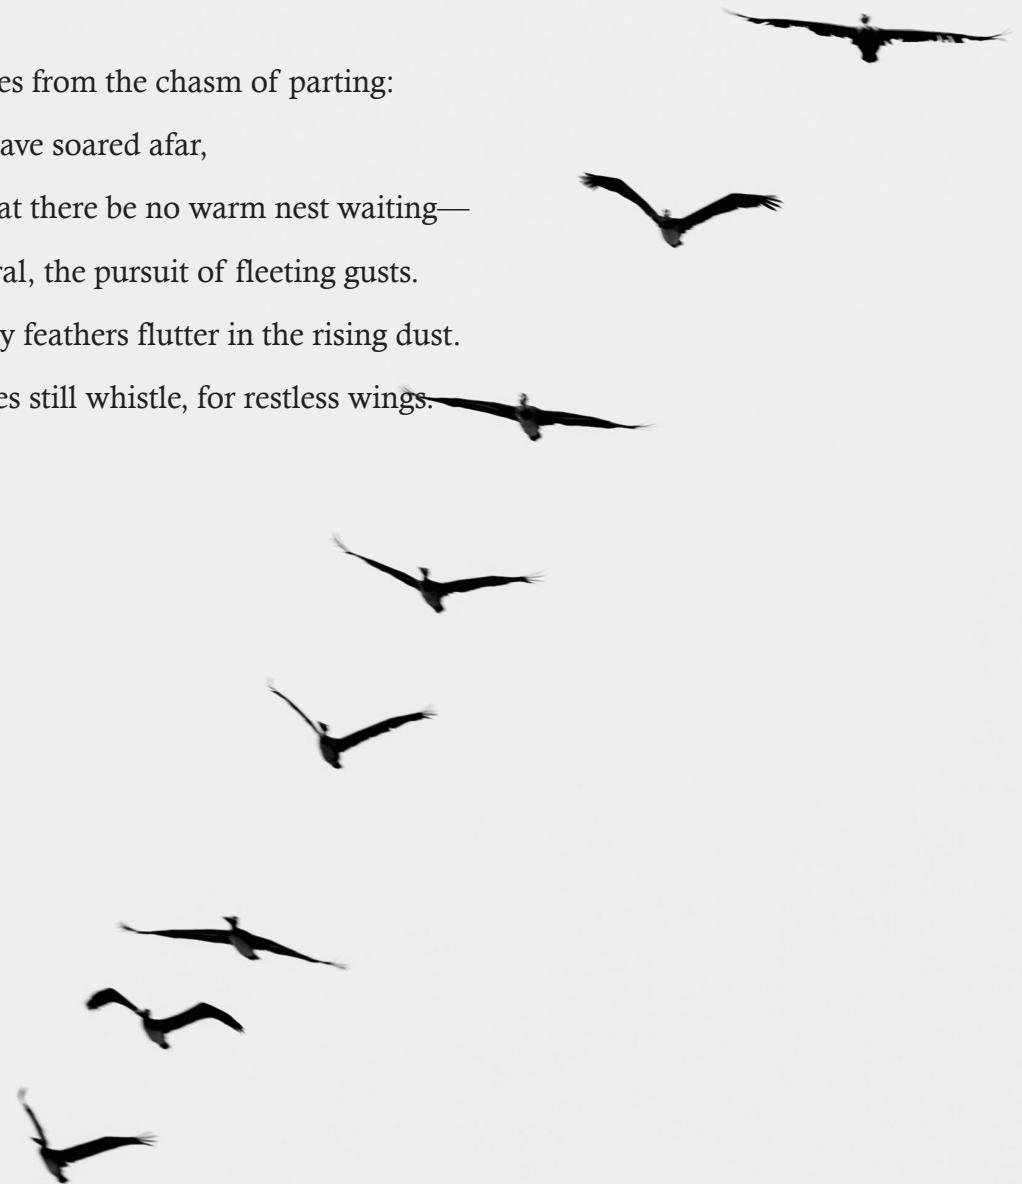 es from the chasm of parting:
ave soared afar,
at there be no warm nest waiting—
ral, the pursuit of fleeting gusts.
y feathers flutter in the rising dust.
es still whistle, for restless wings.